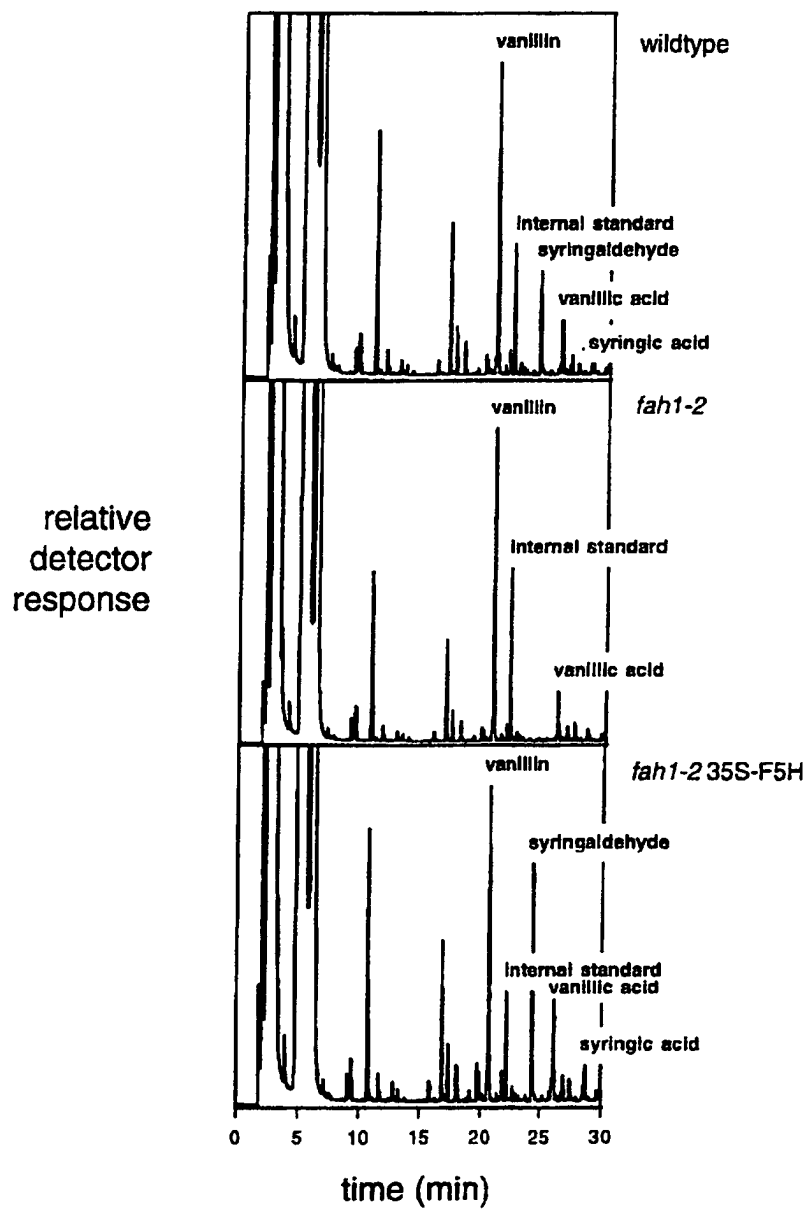 vanillin
wildtype
internal standard
syringaldehyde
vanillic acid
syringic acid
vanillin
fah1-2
internal standard
vanillic acid
relative
detector
response
vanillin
fah1-2 35S-F5H
syringaldehyde
internal standard
vanillic acid
syringic acid
0 5 10 15 20 25 30
time (min)